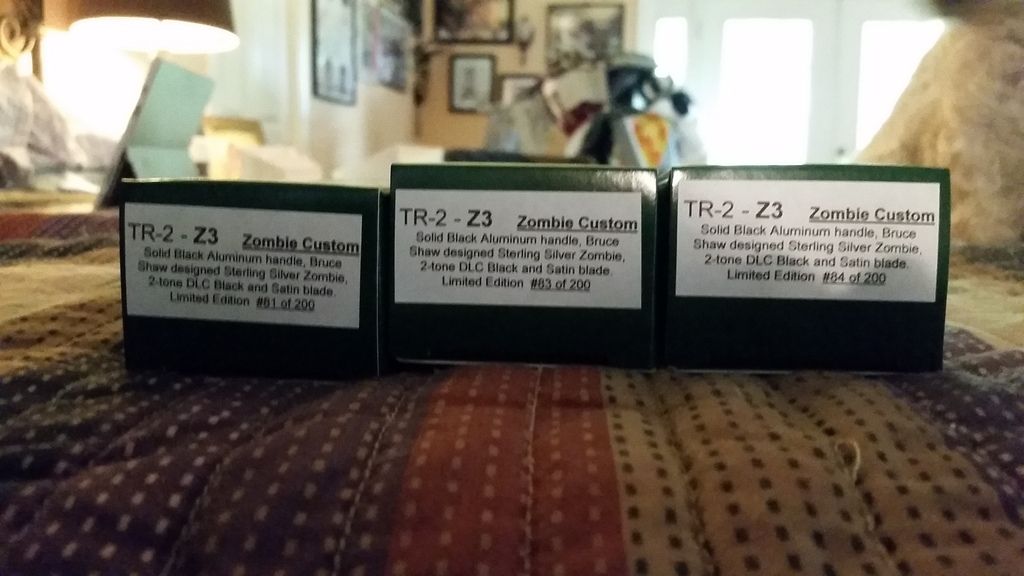 TR-2 - Z3 Zombie Custom
Solid Black Aluminum handle, Bruce
Shaw designed Sterling Silver Zombie,
2-tone DLC Black and Satin blade.
Limited Edition #81 of 200
TR-2 - Z3 Zombie Custom
Solid Black Aluminum handle, Bruce
Shaw designed Sterling Silver Zombie,
2-tone DLC Black and Satin blade.
Limited Edition #83 of 200
TR-2 - Z3 Zombie Custom
Solid Black Aluminum handle, Bruce
Shaw designed Sterling Silver Zombie,
2-tone DLC Black and Satin blade.
Limited Edition #84 of 200